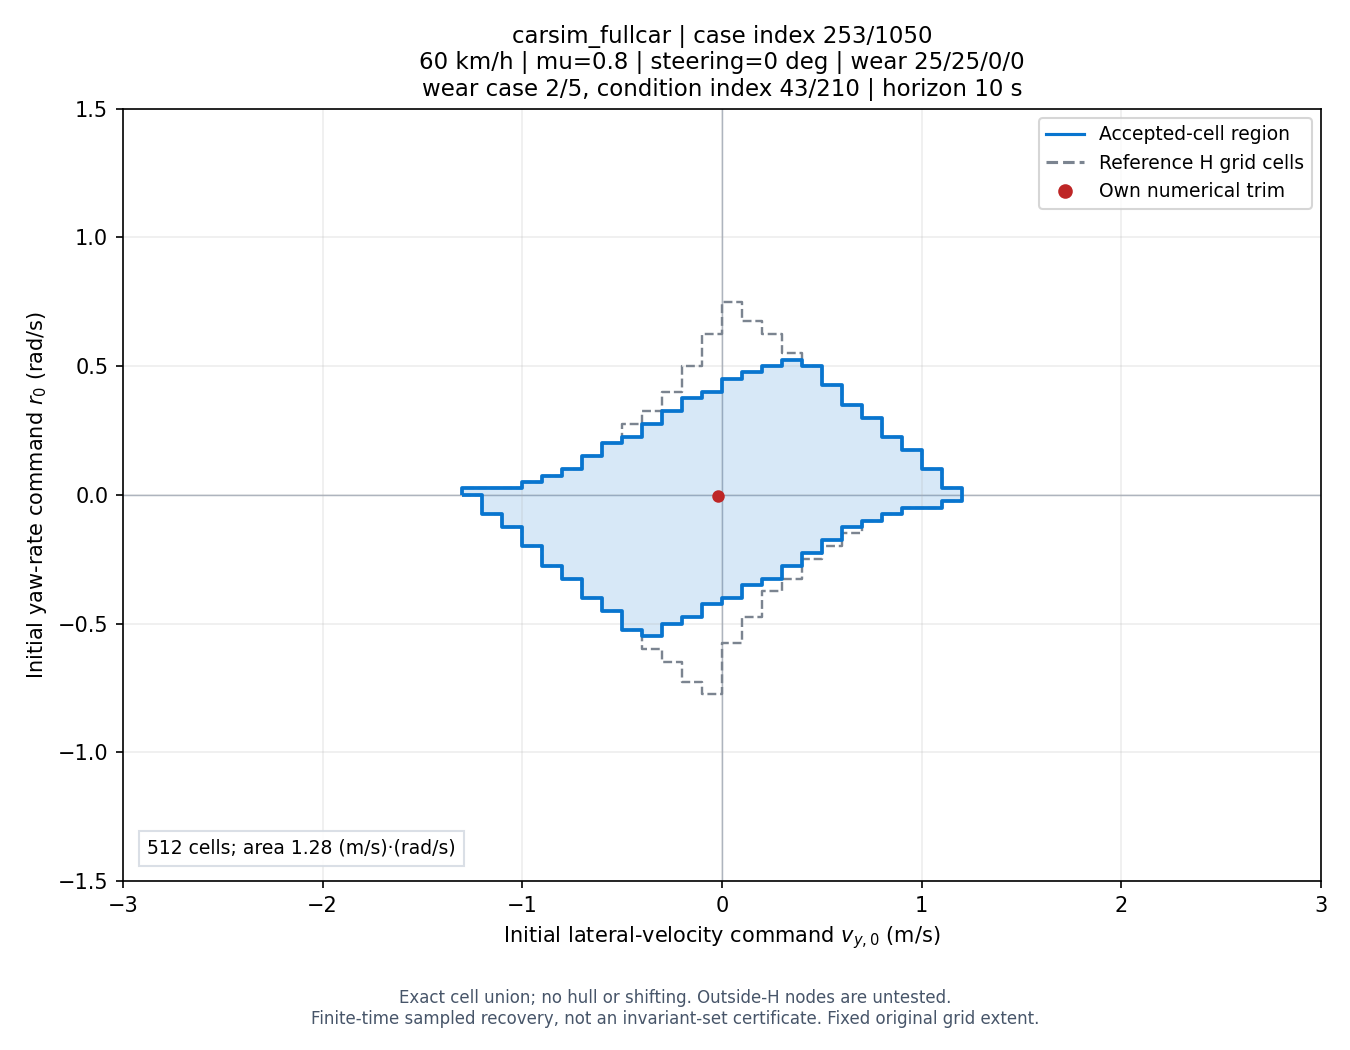 carsim_fullcar | case index 253/1050
60 km/h | mu=0.8 | steering=0 deg | wear 25/25/0/0
wear case 2/5, condition index 43/210 | horizon 10 s
Accepted-cell region
Reference H grid cells
Own numerical trim
1.5
1.0
0.5
0.0
−0.5
−1.0
−1.5
Initial yaw-rate command r₀ (rad/s)
512 cells; area 1.28 (m/s)·(rad/s)
−3 −2 −1 0 1 2 3
Initial lateral-velocity command v_{y,0} (m/s)
Exact cell union; no hull or shifting. Outside-H nodes are untested.
Finite-time sampled recovery, not an invariant-set certificate. Fixed original grid extent.